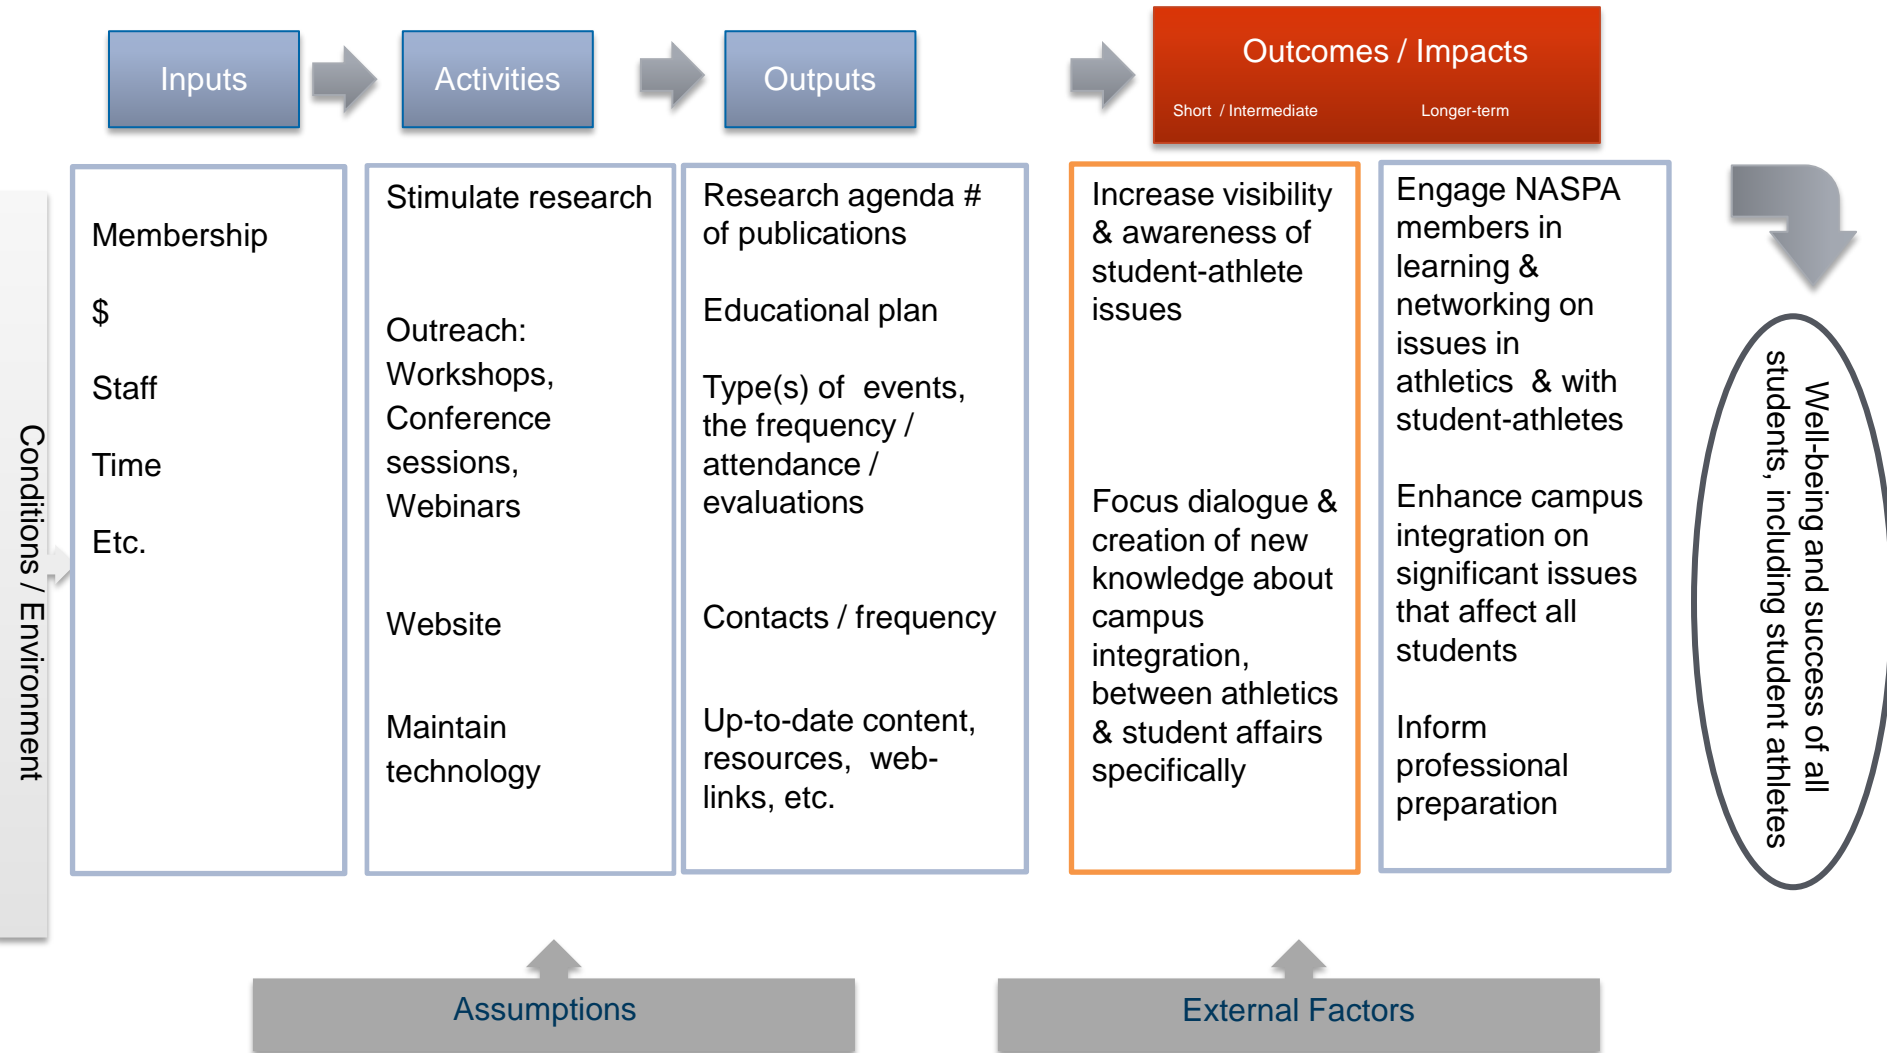 Inputs
Activities
Outputs
Outcomes / Impacts
Short / Intermediate
Longer-term
Conditions / Environment
Membership
$
Staff
Time
Etc.
Stimulate research
Outreach:
Workshops,
Conference
sessions,
Webinars
Website
Maintain
technology
Research agenda #
of publications
Educational plan
Type(s) of events,
the frequency /
attendance /
evaluations
Contacts / frequency
Up-to-date content,
resources, web-
links, etc.
Increase visibility
& awareness of
student-athlete
issues
Focus dialogue &
creation of new
knowledge about
campus
integration,
between athletics
& student affairs
specifically
Engage NASPA
members in
learning &
networking on
issues in
athletics & with
student-athletes
Enhance campus
integration on
significant issues
that affect all
students
Inform
professional
preparation
Well-being and success of all
students, including student athletes
Assumptions
External Factors